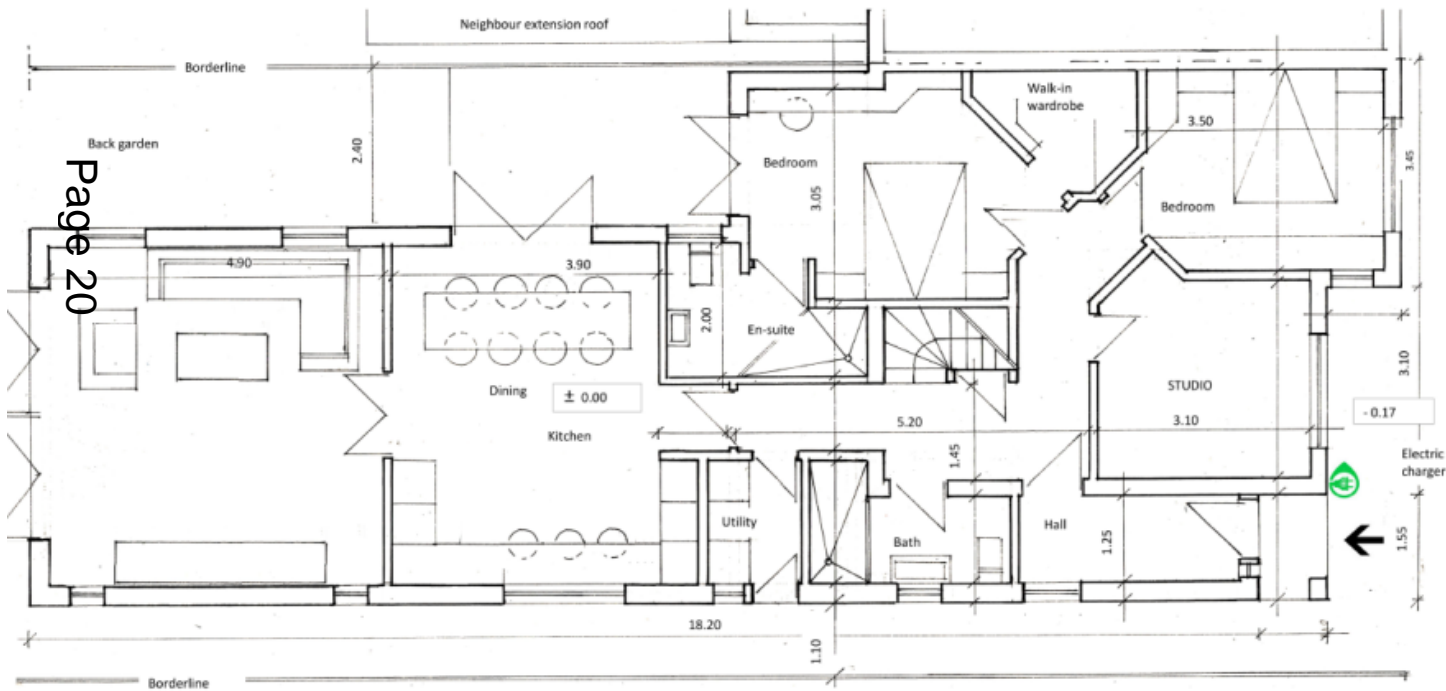 Neighbour extension roof
Borderline
Walk-in
wardrobe
3.50
Back garden
2.40
Bedroom
3.45
Page 20
3.05
Bedroom
4.90
3.90
2.00
En-suite
3.10
Dining
± 0.00
STUDIO
- 0.17
Kitchen
5.20
3.10
1.45
Electric
charger
Utility
Hall
Bath
1.25
1.55
18.20
1.10
Borderline